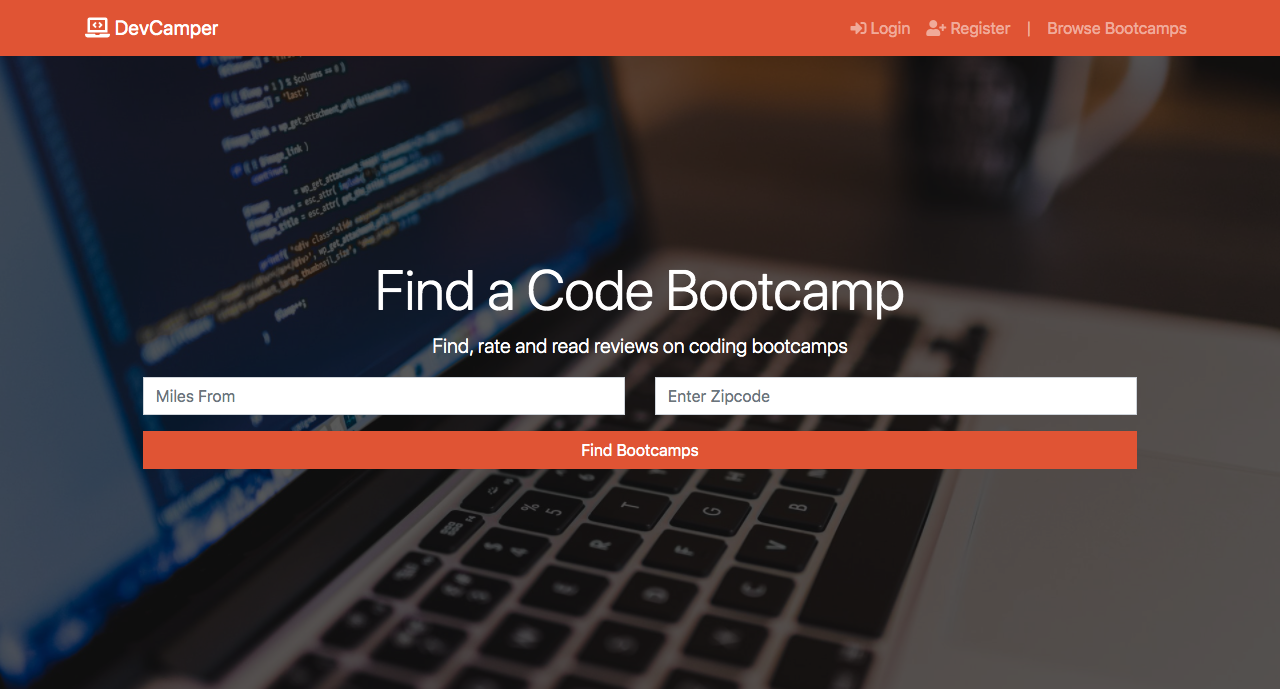 DevCamper
Login
Register
|
Browse Bootcamps
Find a Code Bootcamp
Find, rate and read reviews on coding bootcamps
Miles From
Enter Zipcode
Find Bootcamps